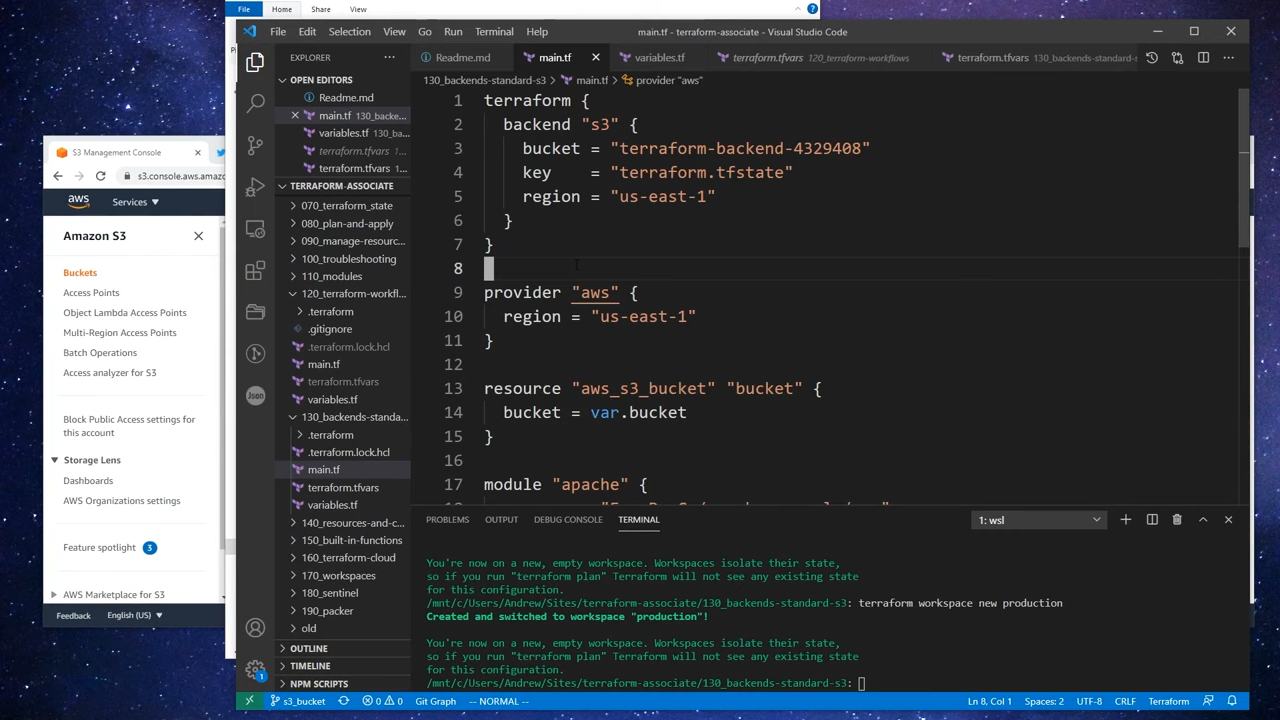 File
Home
Share
View
File
Edit
Selection
View
Go
Run
Terminal
Help
main.tf - terraform-associate - Visual Studio Code
EXPLORER
Readme.md
main.tf
variables.tf
terraform.tfvars 120_terraform-workflows
terraform.tfvars 130_backends-standard-s
130_backends-standard-s3 > main.tf > provider "aws"
OPEN EDITORS
Readme.md
main.tf 130_backe...
variables.tf 130_ba...
terraform.tfvars 1...
terraform.tfvars 1...
TERRAFORM-ASSOCIATE
070_terraform_state
080_plan-and-apply
090_manage-resourc...
100_troubleshooting
110_modules
120_terraform-workfl...
.terraform
.gitignore
.terraform.lock.hcl
main.tf
terraform.tfvars
variables.tf
130_backends-standa...
.terraform
.terraform.lock.hcl
main.tf
terraform.tfvars
variables.tf
140_resources-and-c...
150_built-in-functions
160_terraform-cloud
170_workspaces
180_sentinel
190_packer
old
OUTLINE
TIMELINE
NPM SCRIPTS
1 terraform {
2 backend "s3" {
3 bucket = "terraform-backend-4329408"
4 key = "terraform.tfstate"
5 region = "us-east-1"
6 }
7 }
8
9 provider "aws" {
10 region = "us-east-1"
11 }
12
13 resource "aws_s3_bucket" "bucket" {
14 bucket = var.bucket
15 }
16
17 module "apache" {
PROBLEMS
OUTPUT
DEBUG CONSOLE
TERMINAL
1: wsl
You're now on a new, empty workspace. Workspaces isolate their state,
so if you run "terraform plan" Terraform will not see any existing state
for this configuration.
/mnt/c/Users/Andrew/Sites/terraform-associate/130_backends-standard-s3: terraform workspace new production
Created and switched to workspace "production"!
You're now on a new, empty workspace. Workspaces isolate their state,
so if you run "terraform plan" Terraform will not see any existing state
for this configuration.
/mnt/c/Users/Andrew/Sites/terraform-associate/130_backends-standard-s3:
Json
1
s3_bucket
0
0
Git Graph
-- NORMAL --
Ln 8, Col 1
Spaces: 2
UTF-8
CRLF
Terraform
S3 Management Console
s3.console.aws.amazo
aws
Services
Amazon S3
Buckets
Access Points
Object Lambda Access Points
Multi-Region Access Points
Batch Operations
Access analyzer for S3
Block Public Access settings for
this account
Storage Lens
Dashboards
AWS Organizations settings
Feature spotlight 3
AWS Marketplace for S3
Feedback
English (US)